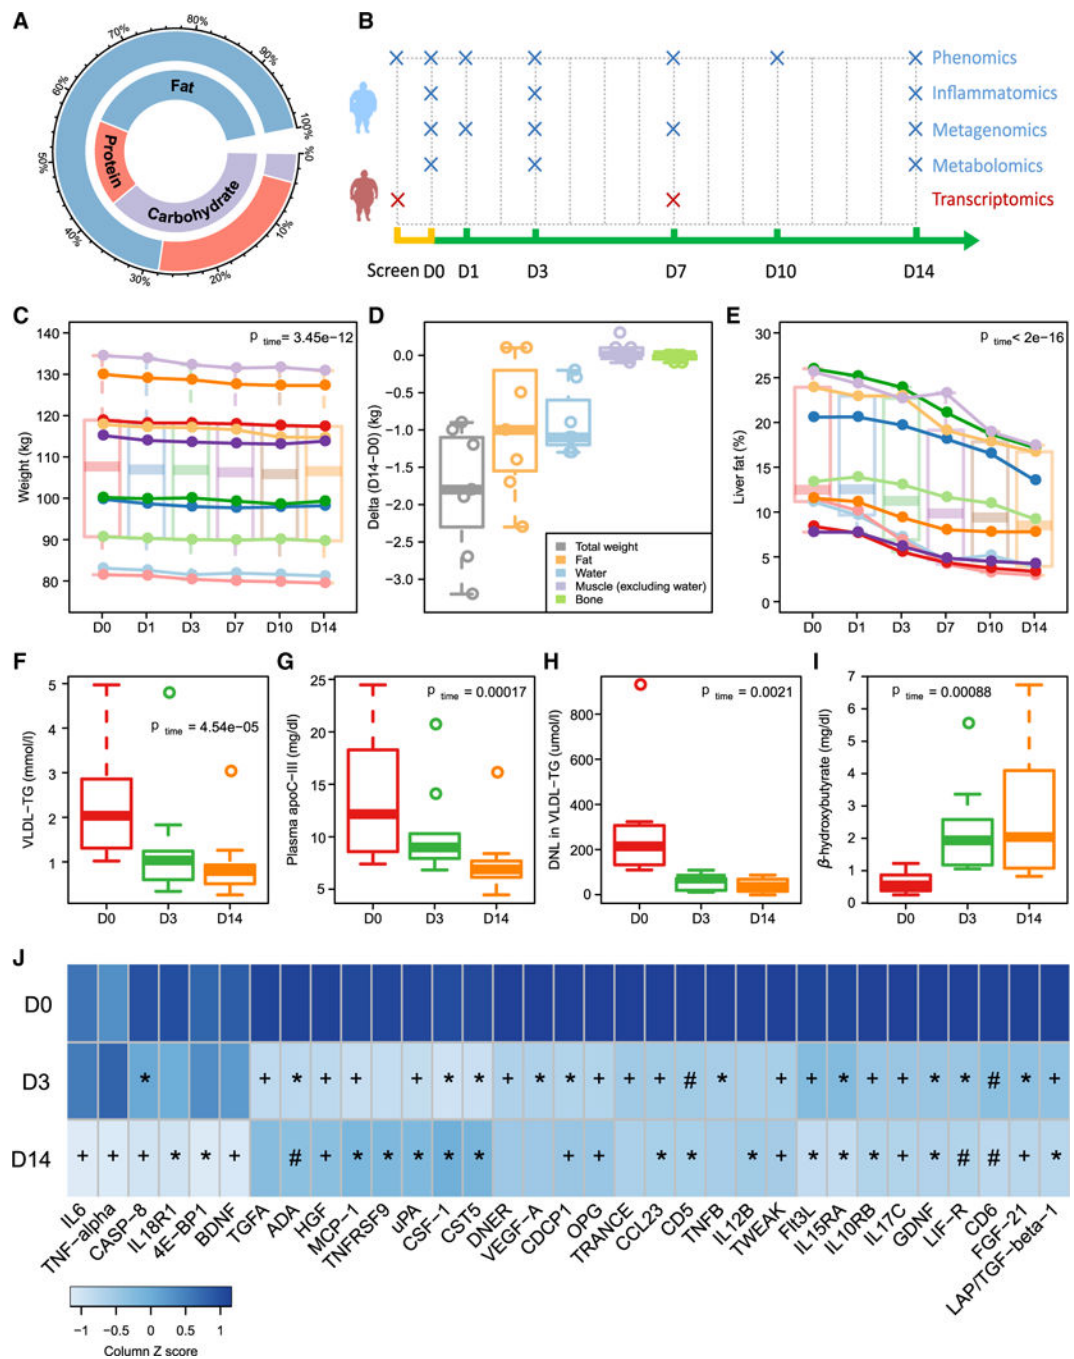 A
0%
10%
20%
30%
40%
50%
60%
70%
80%
90%
100%
Fat
Protein
Carbohydrate
B
Phenomics
Inflammatomics
Metagenomics
Metabolomics
Transcriptomics
Screen D0 D1 D3 D7 D10 D14
C
Weight (kg)
140
130
120
110
100
90
80
P time = 3.45e-12
D0 D1 D3 D7 D10 D14
D
Delta (D14-D0) (kg)
0.0
-0.5
-1.0
-1.5
-2.0
-2.5
-3.0
Total weight
Fat
Water
Muscle (excluding water)
Bone
E
Liver fat (%)
30
25
20
15
10
5
0
P time < 2e-16
D0 D1 D3 D7 D10 D14
F
VLDL-TG (mmol/l)
5
4
3
2
1
P time = 4.54e-05
D0 D3 D14
G
Plasma apoC-III (mg/dl)
25
20
15
10
5
P time = 0.00017
D0 D3 D14
H
DNL in VLDL-TG (umol/l)
800
600
400
200
0
P time = 0.0021
D0 D3 D14
I
β-hydroxybutyrate (mg/dl)
7
6
5
4
3
2
1
0
P time = 0.00088
D0 D3 D14
J
D0
D3
* + * + + + * * + * * + + + # * + + * + + * * # * +
D14
+ + + * * + # + * * * * * + + * * * + * * * + * # # + *
IL6
TNF-alpha
CASP-8
IL18R1
4E-BP1
BDNF
TGFA
ADA
HGF
MCP-1
TNFRSF9
uPA
CSF-1
CST5
DNER
VEGF-A
CDCP1
OPG
TRANCE
CCL23
CD5
TNFB
IL12B
TWEAK
Flt3L
IL15RA
IL10RB
IL17C
GDNF
LIF-R
CD6
FGF-21
LAP/TGF-beta-1
-1 -0.5 0 0.5 1
Column Z score